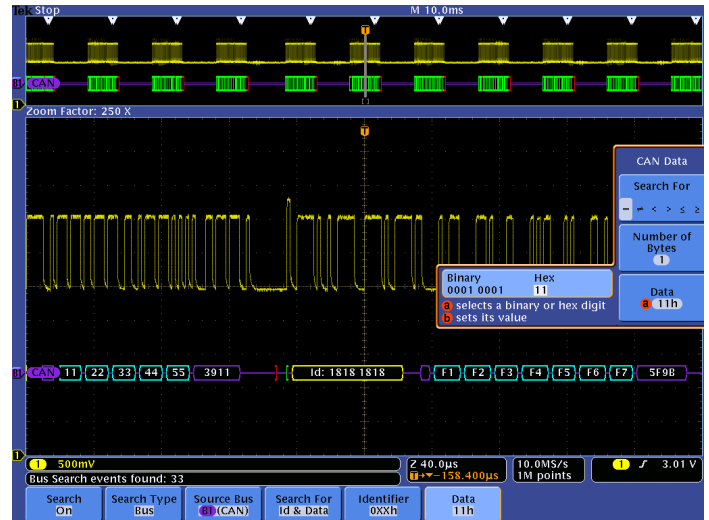 Tek Stop M 10.0ms
T
B1 CAN
1
Zoom Factor: 250 X
T
CAN Data
Search For
= ≠ < > ≤ ≥
Number of
Bytes
1
Binary Hex
0001 0001 11
a selects a binary or hex digit
b sets its value
Data
a 11h
B1 CAN 11 22 33 44 55 3911 Id: 1818 1818 F1 F2 F3 F4 F5 F6 F7 5F9B
1
1 500mV
Z 40.0µs
T→▼-158.400µs
10.0MS/s
1M points
1 3.01 V
Bus Search events found: 33
Search
On
Search Type
Bus
Source Bus
B1 (CAN)
Search For
Id & Data
Identifier
0XXh
Data
11h